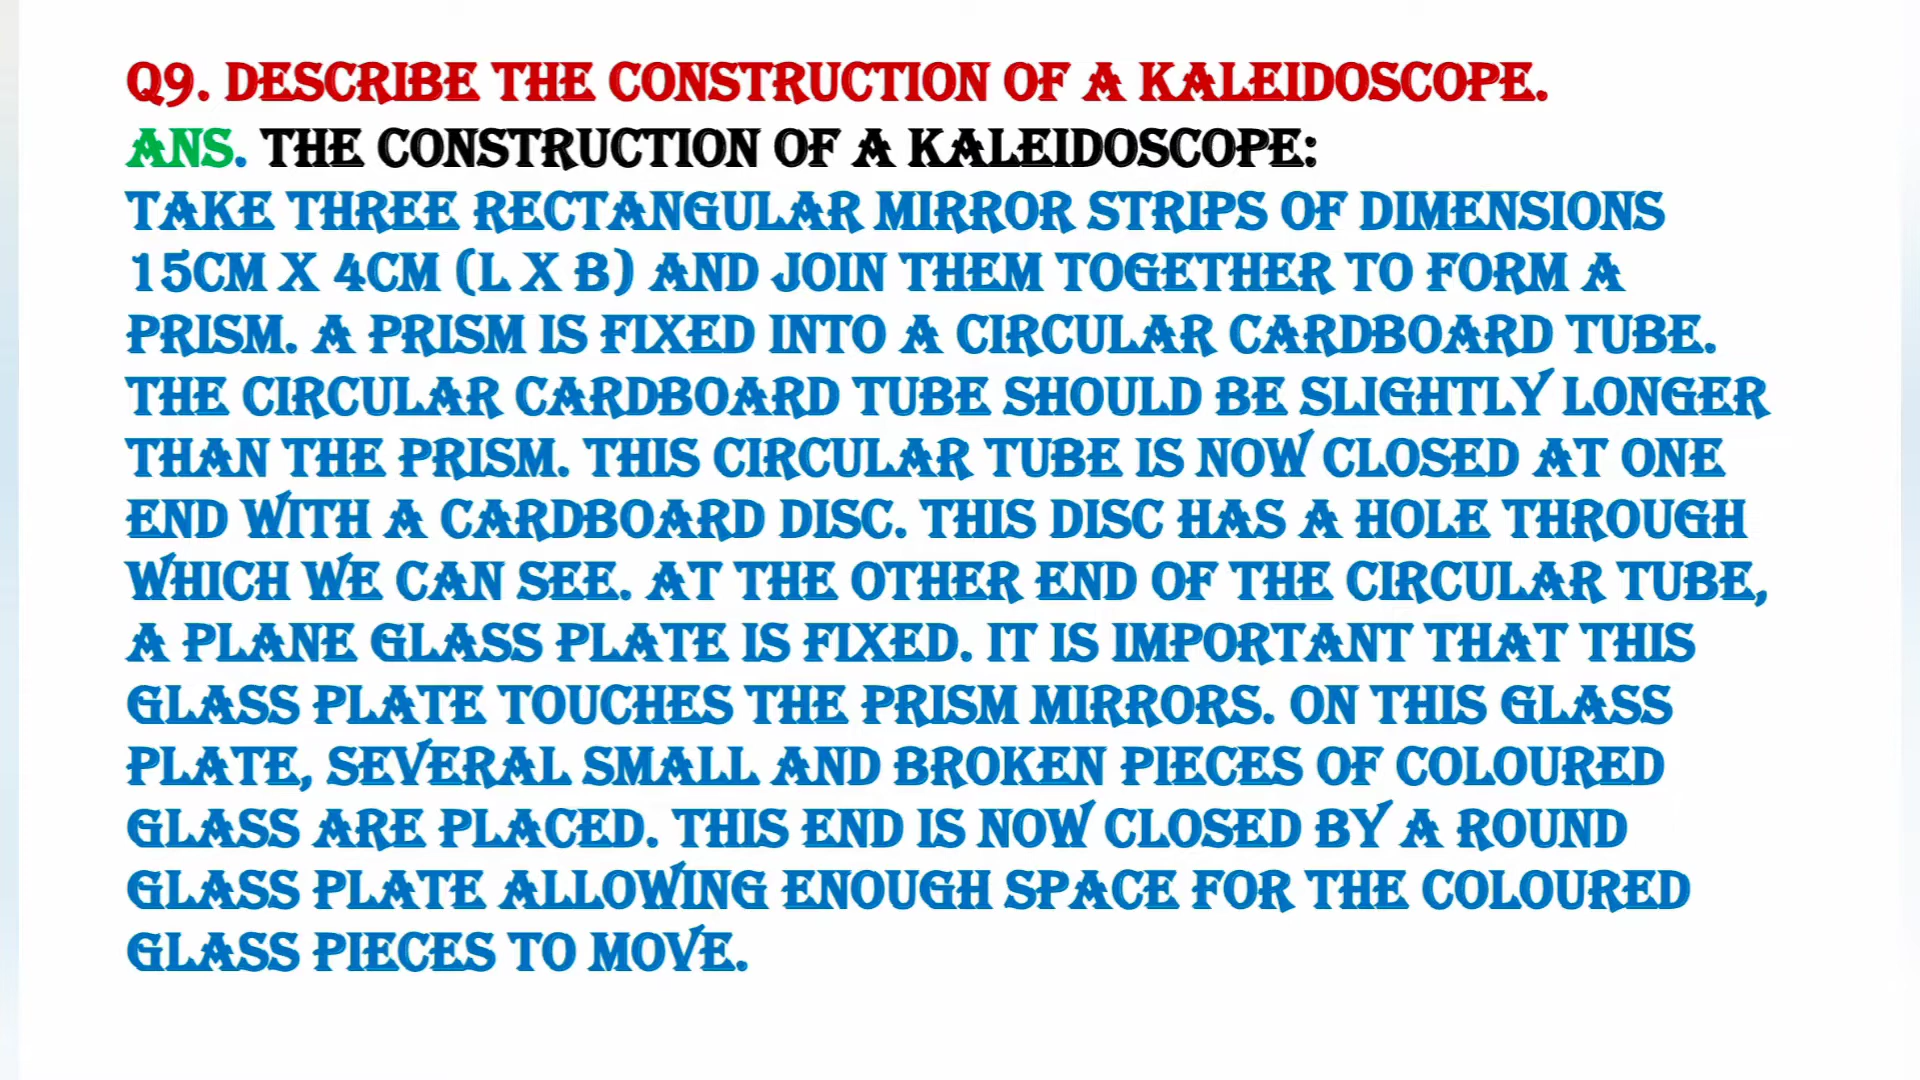 Q9. DESCRIBE THE CONSTRUCTION OF A KALEIDOSCOPE.
ANS. THE CONSTRUCTION OF A KALEIDOSCOPE:
TAKE THREE RECTANGULAR MIRROR STRIPS OF DIMENSIONS
15CM X 4CM (L X B) AND JOIN THEM TOGETHER TO FORM A
PRISM. A PRISM IS FIXED INTO A CIRCULAR CARDBOARD TUBE.
THE CIRCULAR CARDBOARD TUBE SHOULD BE SLIGHTLY LONGER
THAN THE PRISM. THIS CIRCULAR TUBE IS NOW CLOSED AT ONE
END WITH A CARDBOARD DISC. THIS DISC HAS A HOLE THROUGH
WHICH WE CAN SEE. AT THE OTHER END OF THE CIRCULAR TUBE,
A PLANE GLASS PLATE IS FIXED. IT IS IMPORTANT THAT THIS
GLASS PLATE TOUCHES THE PRISM MIRRORS. ON THIS GLASS
PLATE, SEVERAL SMALL AND BROKEN PIECES OF COLOURED
GLASS ARE PLACED. THIS END IS NOW CLOSED BY A ROUND
GLASS PLATE ALLOWING ENOUGH SPACE FOR THE COLOURED
GLASS PIECES TO MOVE.